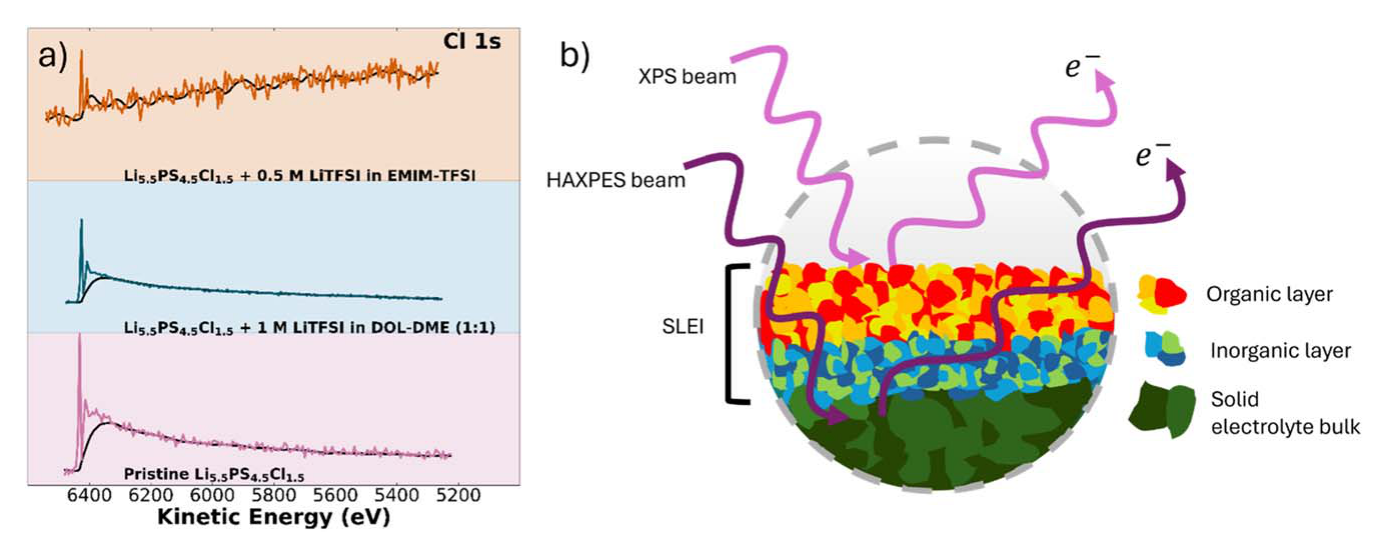 a)
Cl 1s
Li₅.₅PS₄.₅Cl₁.₅ + 0.5 M LiTFSI in EMIM-TFSI
Li₅.₅PS₄.₅Cl₁.₅ + 1 M LiTFSI in DOL-DME (1:1)
Pristine Li₅.₅PS₄.₅Cl₁.₅
6400 6200 6000 5800 5600 5400 5200
Kinetic Energy (eV)
b)
XPS beam
e⁻
HAXPES beam
e⁻
SLEI
Organic layer
Inorganic layer
Solid
electrolyte bulk